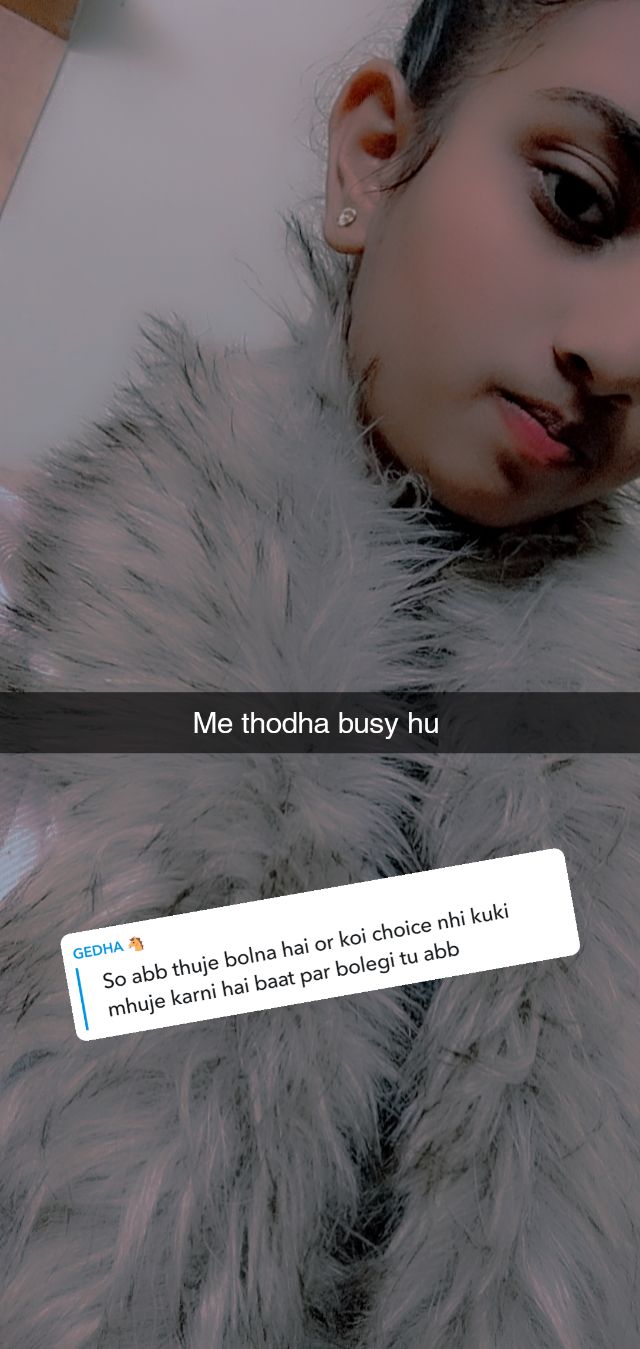 Me thodha busy hu
GEDHA 🐴
So abb thuje bolna hai or koi choice nhi kuki
mhuje karni hai baat par bolegi tu abb